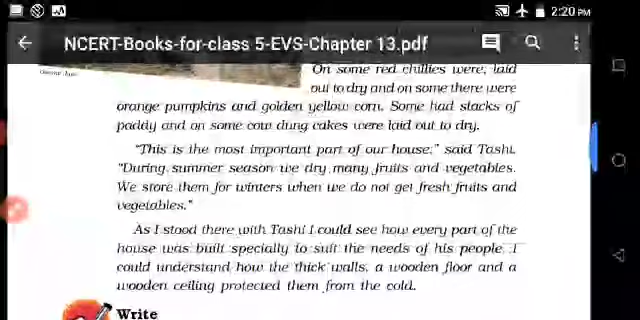 2:20 PM
NCERT-Books-for-class 5-EVS-Chapter 13.pdf
On some red chillies were, laid
out to dry and on some there were
orange pumpkins and golden yellow corn. Some had stacks of
paddy and on some cow dung cakes were laid out to dry.
"This is the most important part of our house," said Tashi.
"During summer season we dry many fruits and vegetables.
We store them for winters when we do not get fresh fruits and
vegetables."
As I stood there with Tashi I could see how every part of the
house was built specially to suit the needs of his people. I
could understand how the thick walls, a wooden floor and a
wooden ceiling protected them from the cold.
Write